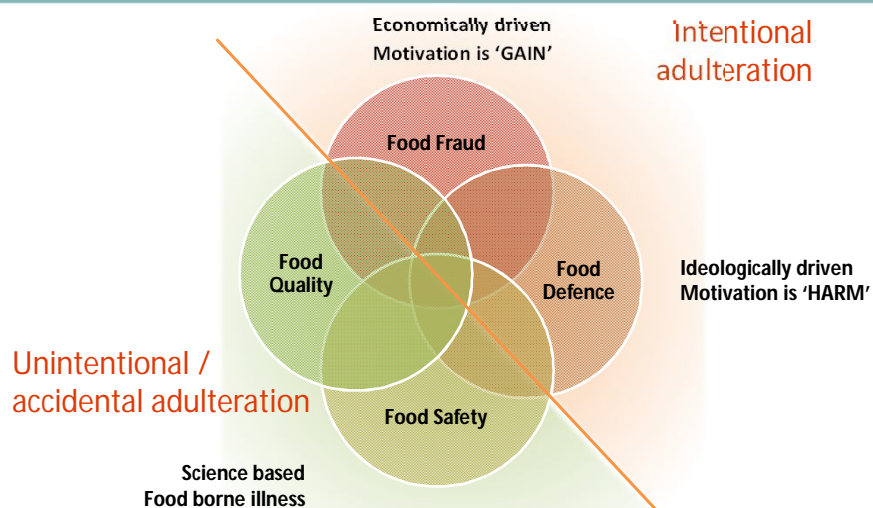 Economically driven
Motivation is ‘GAIN’
Intentional
adulteration
Food Fraud
Food
Quality
Food
Defence
Ideologically driven
Motivation is ‘HARM’
Unintentional /
accidental adulteration
Food Safety
Science based
Food borne illness